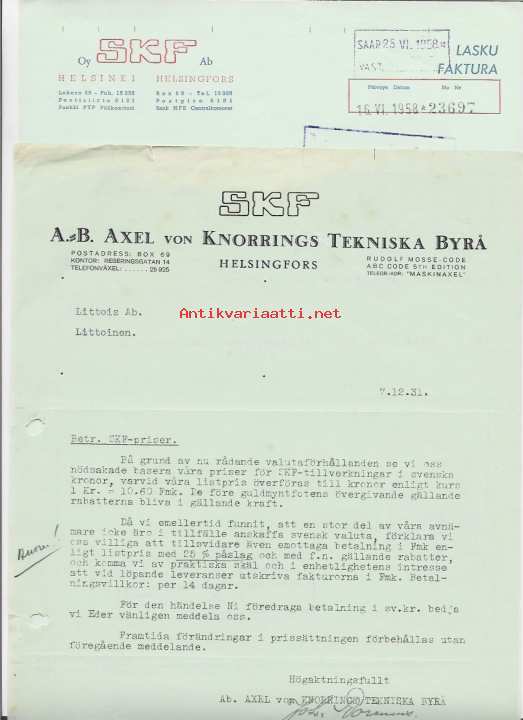 Oy SKF Ab
HELSINKI HELSINGFORS
SAAP. 25 VI. 1958
VAST.
LASKU
FAKTURA
Päiväys Datum No Nr
16. VI. 1958 * 23697
SKF
A.-B. AXEL VON KNORRINGS TEKNISKA BYRÅ
POSTADRESS: BOX 69
KONTOR: REGERINGSGATAN 14
TELEFONVÄXEL: ...... 25 925
HELSINGFORS
RUDOLF MOSSE-CODE
ABC CODE 5TH EDITION
TELEGR.-ADR: "MASKINAXEL"
Littois Ab.
Littoinen.
Antikvariaatti.net
7.12.31.
Betr. SKF-priser.
På grund av nu rådande valutaförhållanden se vi oss
nödsakade basera våra priser för SKF-tillverkningar i svenska
kronor, varvid våra listpris överföras till kronor enligt kurs
1 Kr. = 10.60 Fmk. De före guldmyntfotens övergivande gällande
rabatterna bliva i gällande kraft.
Då vi emellertid funnit, att en stor del av våra avnä-
mare icke äro i tillfälle anskaffa svensk valuta, förklara vi
oss villiga att tillsvidare även emottaga betalning i Fmk en-
ligt listpris med 25 % påslag och med f.n. gällande rabatter,
och komma vi av praktiska skäl och i enhetlighetens intresse
att vid löpande leveranser utskriva fakturorna i Fmk. Betal-
ningsvillkor: per 14 dagar.
För den händelse Ni föredraga betalning i sv.kr. bedja
vi Eder vänligen meddela oss.
Framtida förändringar i prissättningen förbehållas utan
föregående meddelande.
Högaktningsfullt
Ab. AXEL von KNORRINGS TEKNISKA BYRÅ